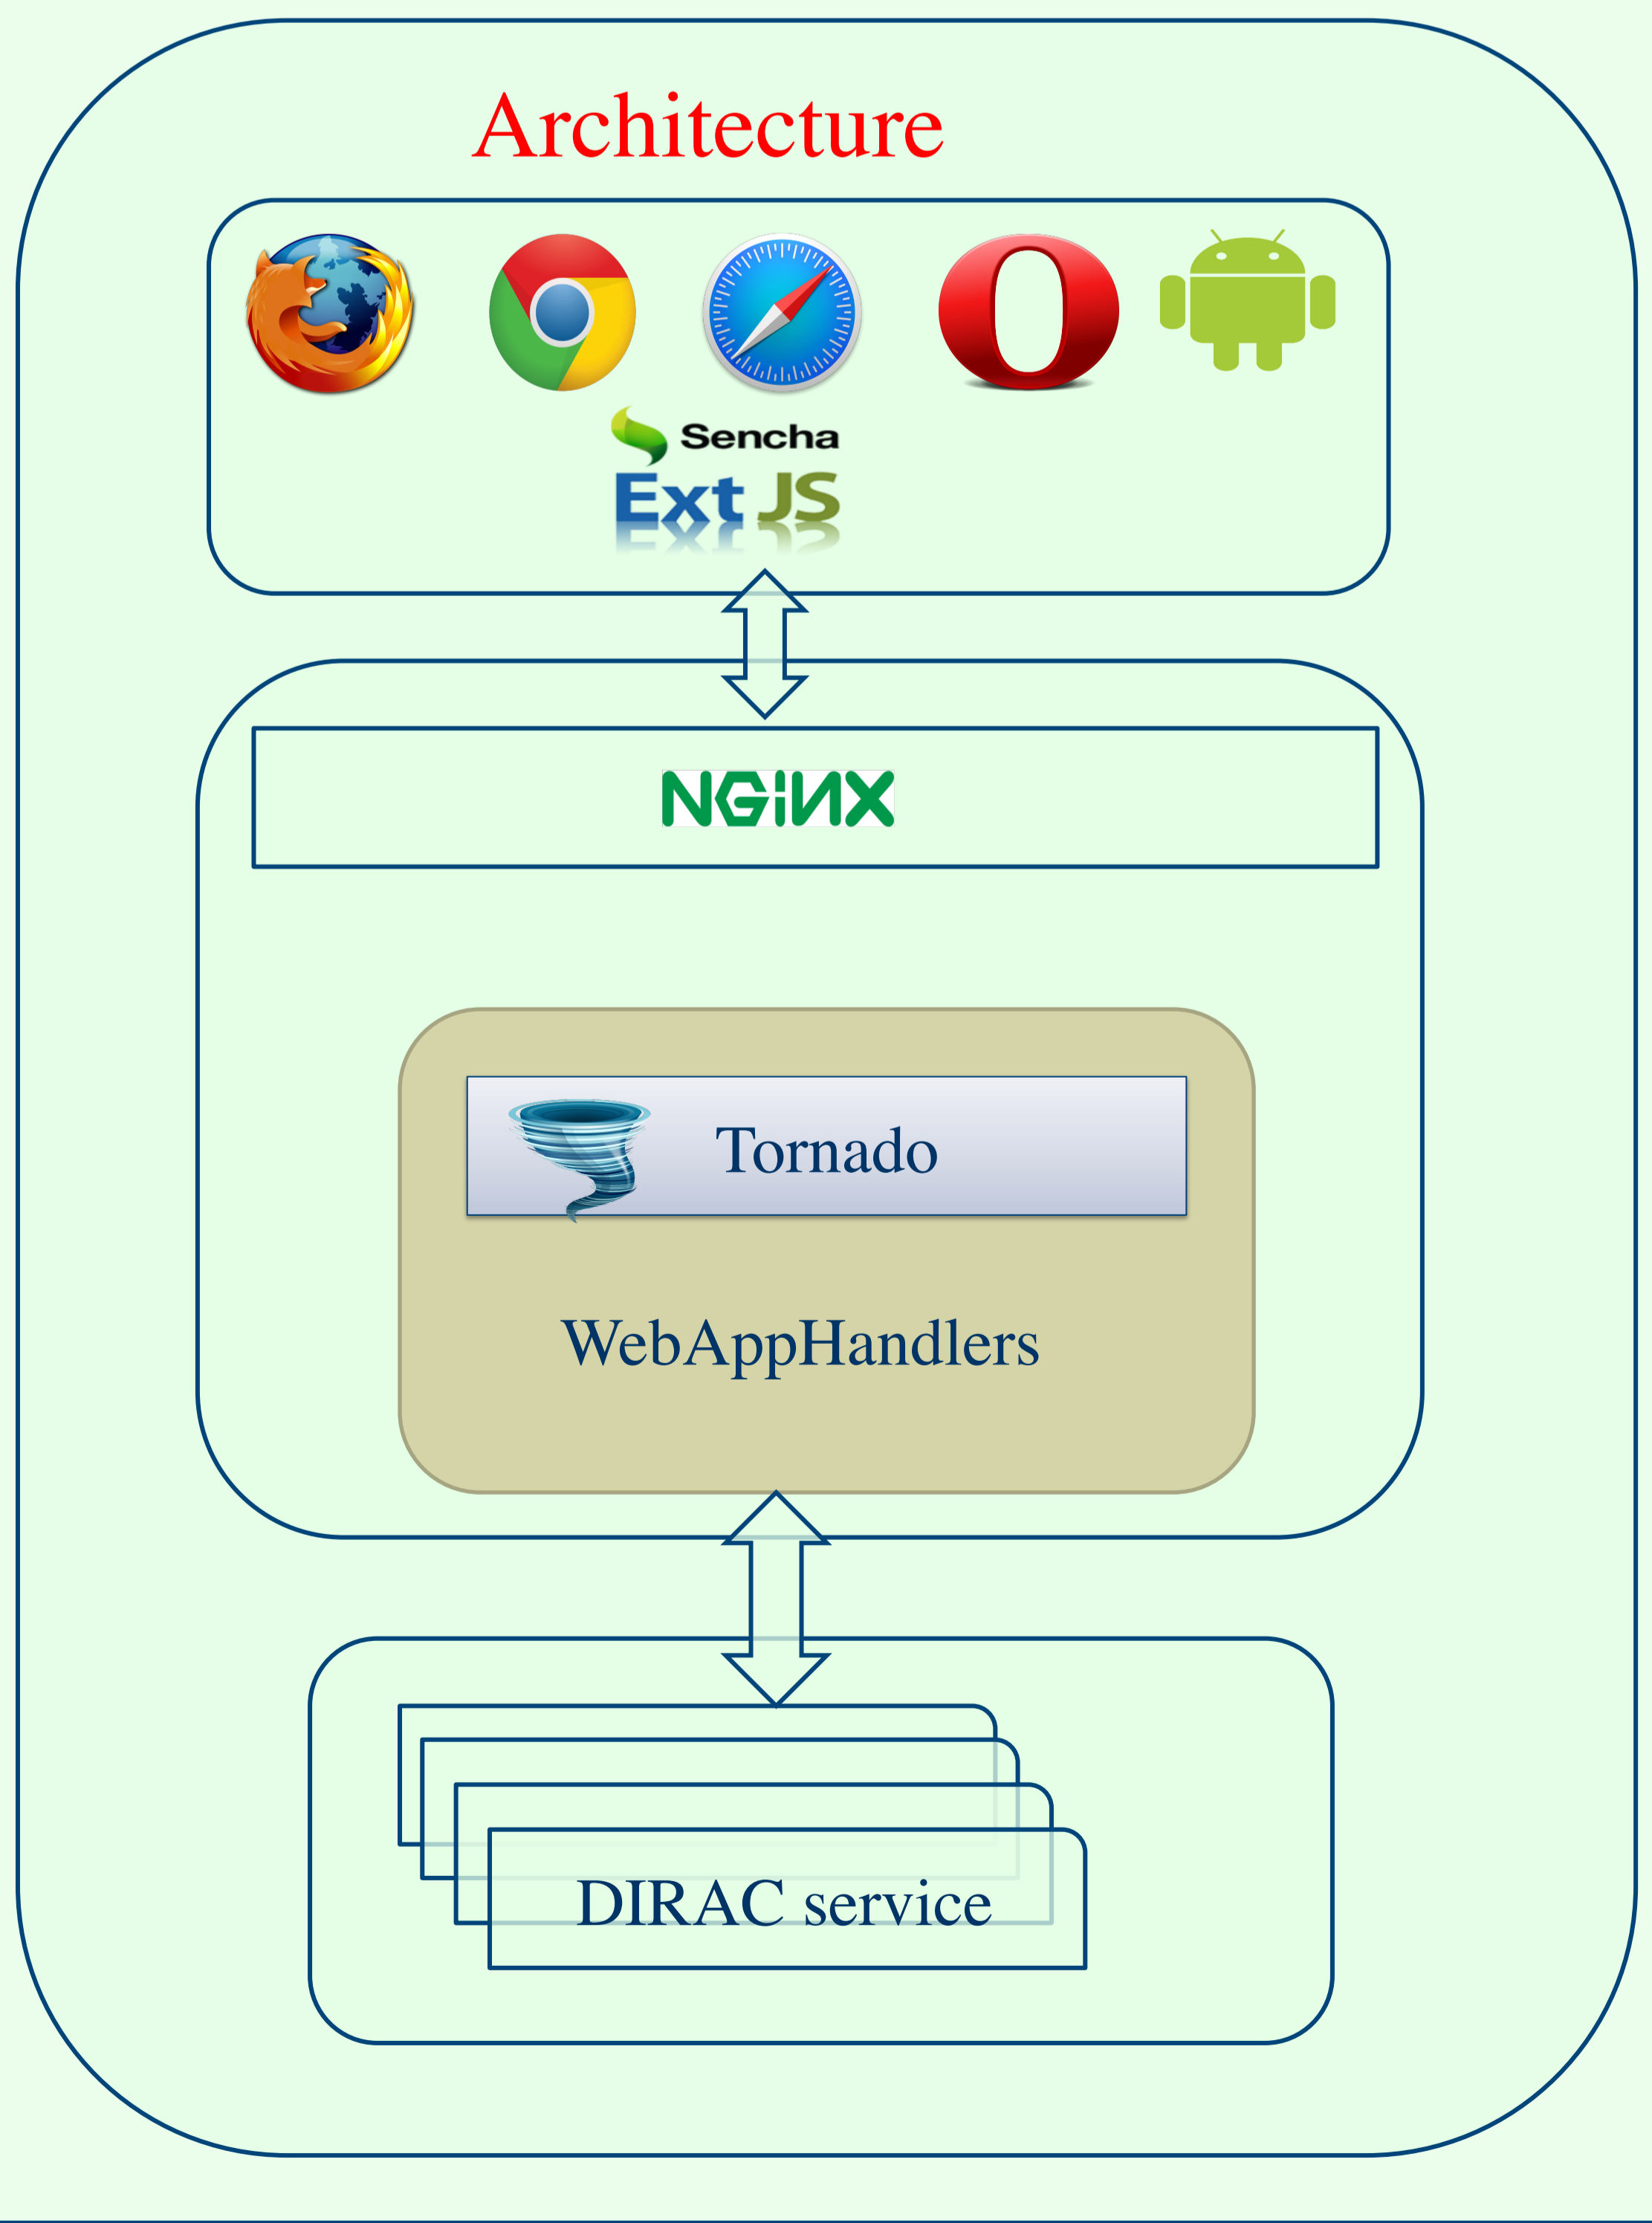 Architecture
Sencha
Ext JS
NGiNX
Tornado
WebAppHandlers
DIRAC service